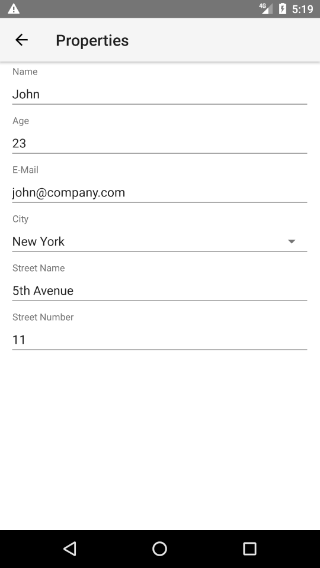 4G 5:19
Properties
Name
John
Age
23
E-Mail
john@company.com
City
New York
Street Name
5th Avenue
Street Number
11